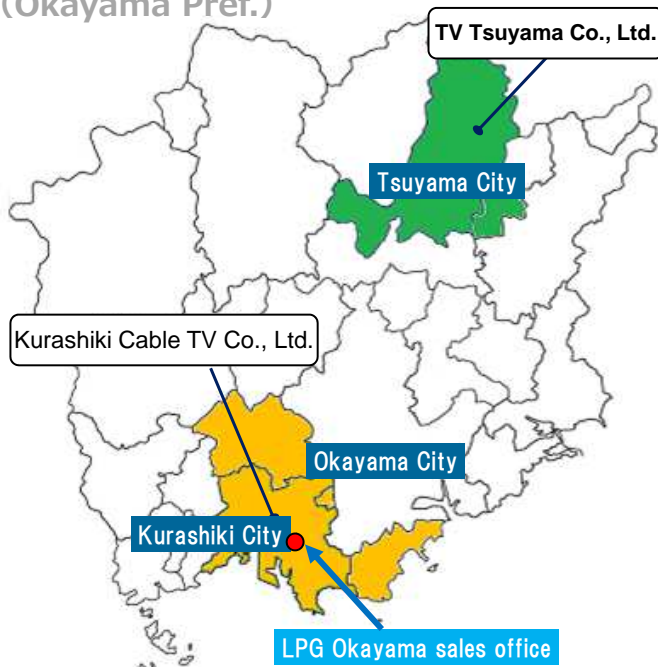 (Okayama Pref.)
TV Tsuyama Co., Ltd.
Tsuyama City
Kurashiki Cable TV Co., Ltd.
Okayama City
Kurashiki City
LPG Okayama sales office